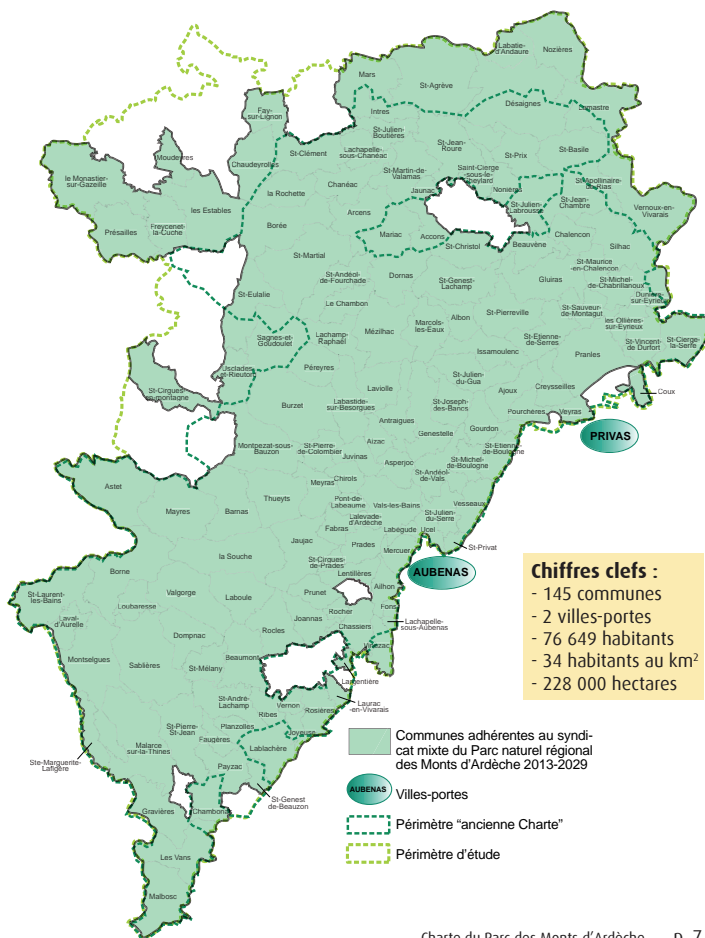 Labatie-
d'Andaure
Nozières
Mars
St-Agrève
Désaignes
Fay-
sur-Lignon
Intres
Lamastre
St-Julien-
Boutières
St-Jean-
Roure
St-Basile
Moudeyres
Chaudeyrolles
St-Clément
Lachapelle-
sous-Chanéac
St-Prix
le Monastier-
sur-Gazeille
St-Martin-de-
Valamas
Saint-Cierge
-sous-le-
Cheylard
St-Apollinaire-
du-Rias
la Rochette
Chanéac
Jaunac
Nonières
St-Jean-
Chambre
Vernoux-en-
Vivarais
les Estables
Arcens
St-Julien-
Labrousse
Présailles
Freycenet-
la-Cuche
Borée
Mariac
Accons
St-Christol
Beauvène
Chalencon
Silhac
St-Martial
St-Maurice
-en-Chalencon
St-Andéol-
de-Fourchade
Dornas
St-Genest-
Lachamp
Gluiras
St-Michel-
de-Chabrillanoux
St-Eulalie
Le Chambon
Dunière-
sur-Eyrieux
Albon
St-Pierreville
St-Sauveur-
de-Montagut
les Ollières-
sur-Eyrieux
Sagnes-et-
Goudoulet
Lachamp-
Raphaël
Mézilhac
Marcols-
les-Eaux
St-Etienne-
de-Serres
St-Vincent-
de Durfort
St-Cierge-
la-Serre
Issamoulenc
Pranles
Usclades-
et-Rieutord
Péreyres
St-Julien-
du-Gua
St-Cirgues-
en-montagne
Laviolle
Ajoux
Creysseilles
Coux
Burzet
Labastide-
sur-Besorgues
St-Joseph-
des-Bancs
Pourchères
Veyras
Antraigues
Genestelle
Gourdon
PRIVAS
Montpezat-sous-
Bauzon
St-Pierre-
de-Colombier
Aizac
St-Etienne-
de-Boulogne
Juvinas
Asperjoc
St-Michel-
de-Boulogne
Astet
Meyras
Chirols
St-Andéol-
de-Vals
Thueyts
Pont-de-
Labeaume
Vals-les-Bains
Vesseaux
Mayres
Barnas
Lalevade-
d'Ardèche
St-Julien-
du-Serre
Fabras
Labégude
Ucel
Jaujac
Prades
St-Privat
la Souche
Mercuer
St-Cirgues-
de-Prades
Borne
Lentillères
AUBENAS
St-Laurent-
les-Bains
Valgorge
Laboule
Prunet
Ailhon
Loubaresse
Rocher
Fons
Laval-
d'Aurelle
Joannas
Chassiers
Lachapelle-
sous-Aubenas
Dompnac
Rocles
Vinezac
Montselgues
Sablières
Beaumont
St-Mélany
Largentière
St-André-
Lachamp
Vernon
Rosières
Laurac
-en-Vivarais
Ribes
St-Pierre-
St-Jean
Planzolles
Joyeuse
Faugères
Lablachère
Ste-Marguerite-
Lafigère
Malarce
sur-la-Thines
Payzac
St-Genest
de-Beauzon
Gravières
Chambonas
Les Vans
Malbosc
Chiffres clefs :
- 145 communes
- 2 villes-portes
- 76 649 habitants
- 34 habitants au km²
- 228 000 hectares
Communes adhérentes au syndi-
cat mixte du Parc naturel régional
des Monts d'Ardèche 2013-2029
AUBENAS Villes-portes
Périmètre "ancienne Charte"
Périmètre d'étude
Charte du Parc des Monts d'Ardèche p. 7